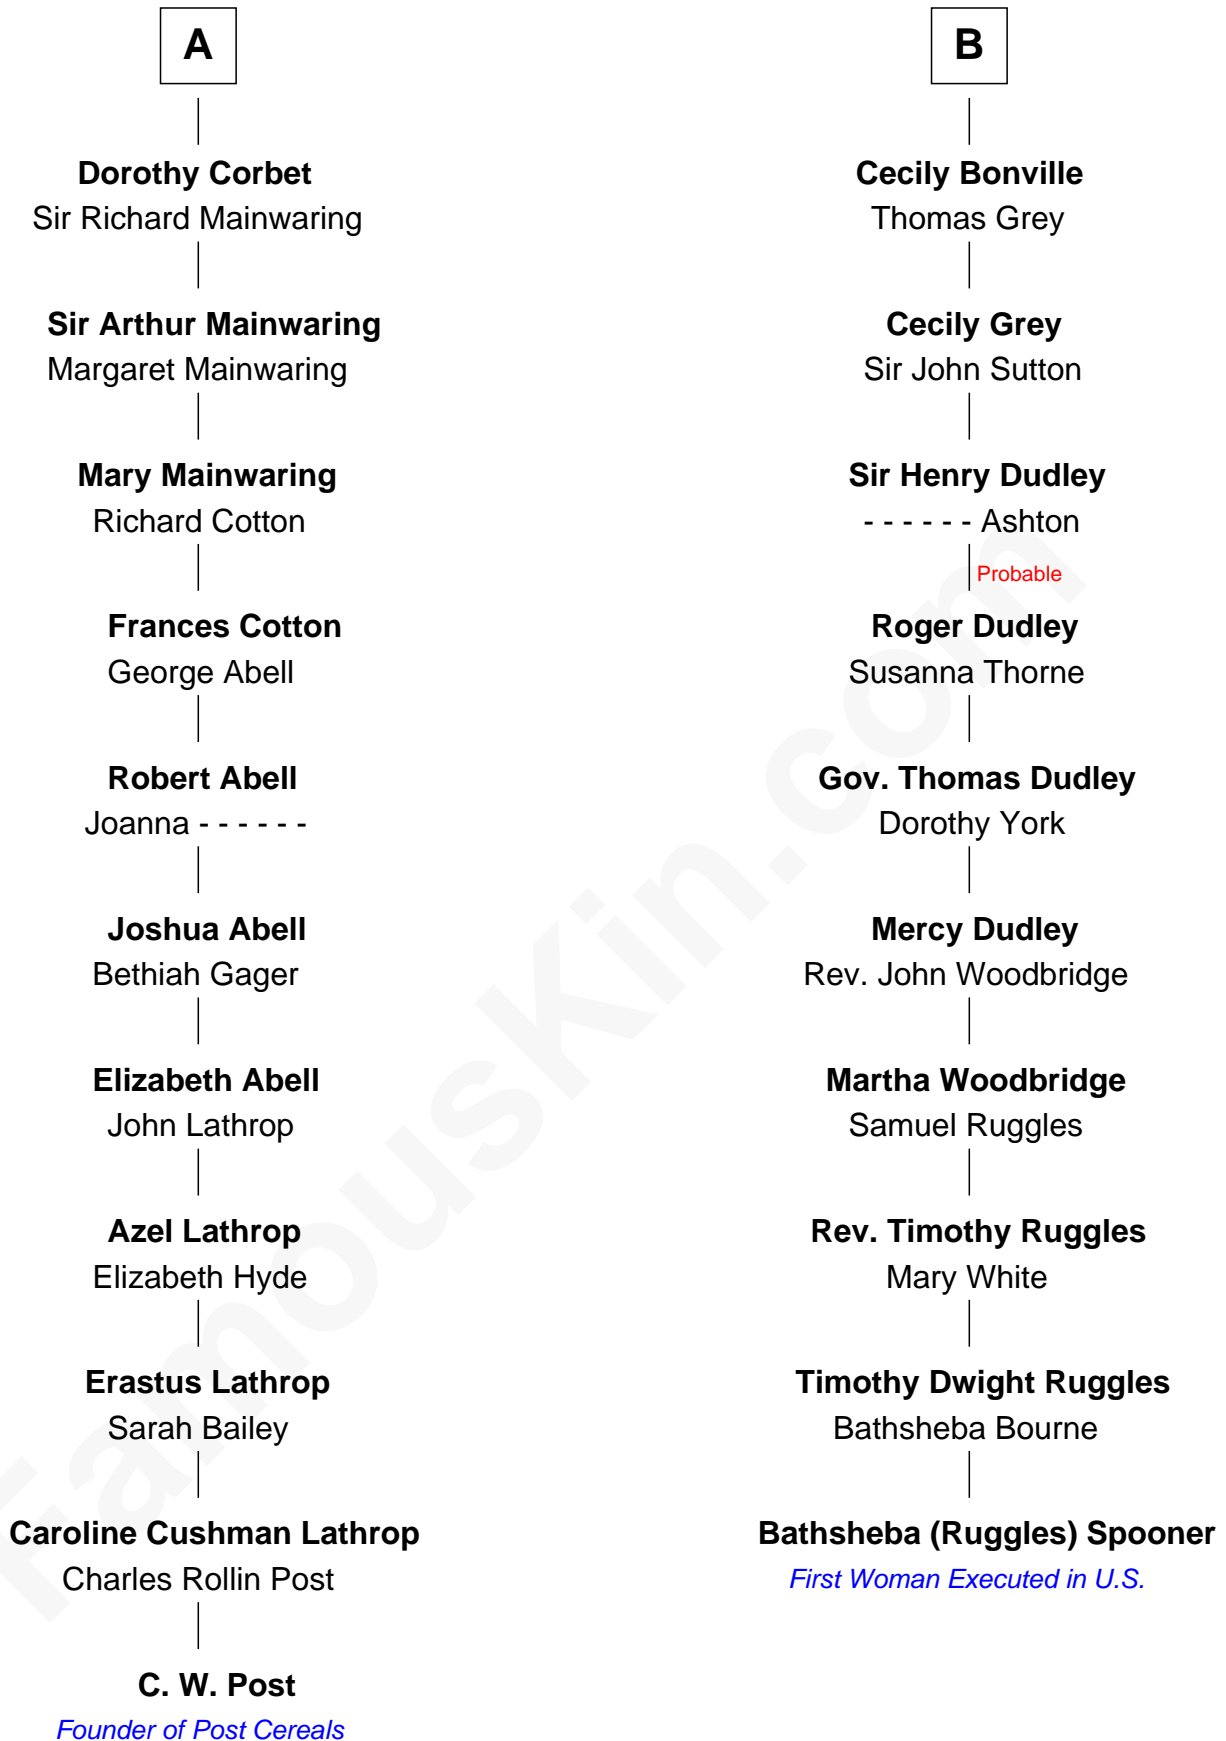 A
Dorothy Corbet
Sir Richard Mainwaring
Sir Arthur Mainwaring
Margaret Mainwaring
Mary Mainwaring
Richard Cotton
Frances Cotton
George Abell
Robert Abell
Joanna - - - - - -
Joshua Abell
Bethiah Gager
Elizabeth Abell
John Lathrop
Azel Lathrop
Elizabeth Hyde
Erastus Lathrop
Sarah Bailey
Caroline Cushman Lathrop
Charles Rollin Post
C. W. Post
Founder of Post Cereals
B
Cecily Bonville
Thomas Grey
Cecily Grey
Sir John Sutton
Sir Henry Dudley
- - - - - - Ashton
Probable
Roger Dudley
Susanna Thorne
Gov. Thomas Dudley
Dorothy York
Mercy Dudley
Rev. John Woodbridge
Martha Woodbridge
Samuel Ruggles
Rev. Timothy Ruggles
Mary White
Timothy Dwight Ruggles
Bathsheba Bourne
Bathsheba (Ruggles) Spooner
First Woman Executed in U.S.
FamousKin.com